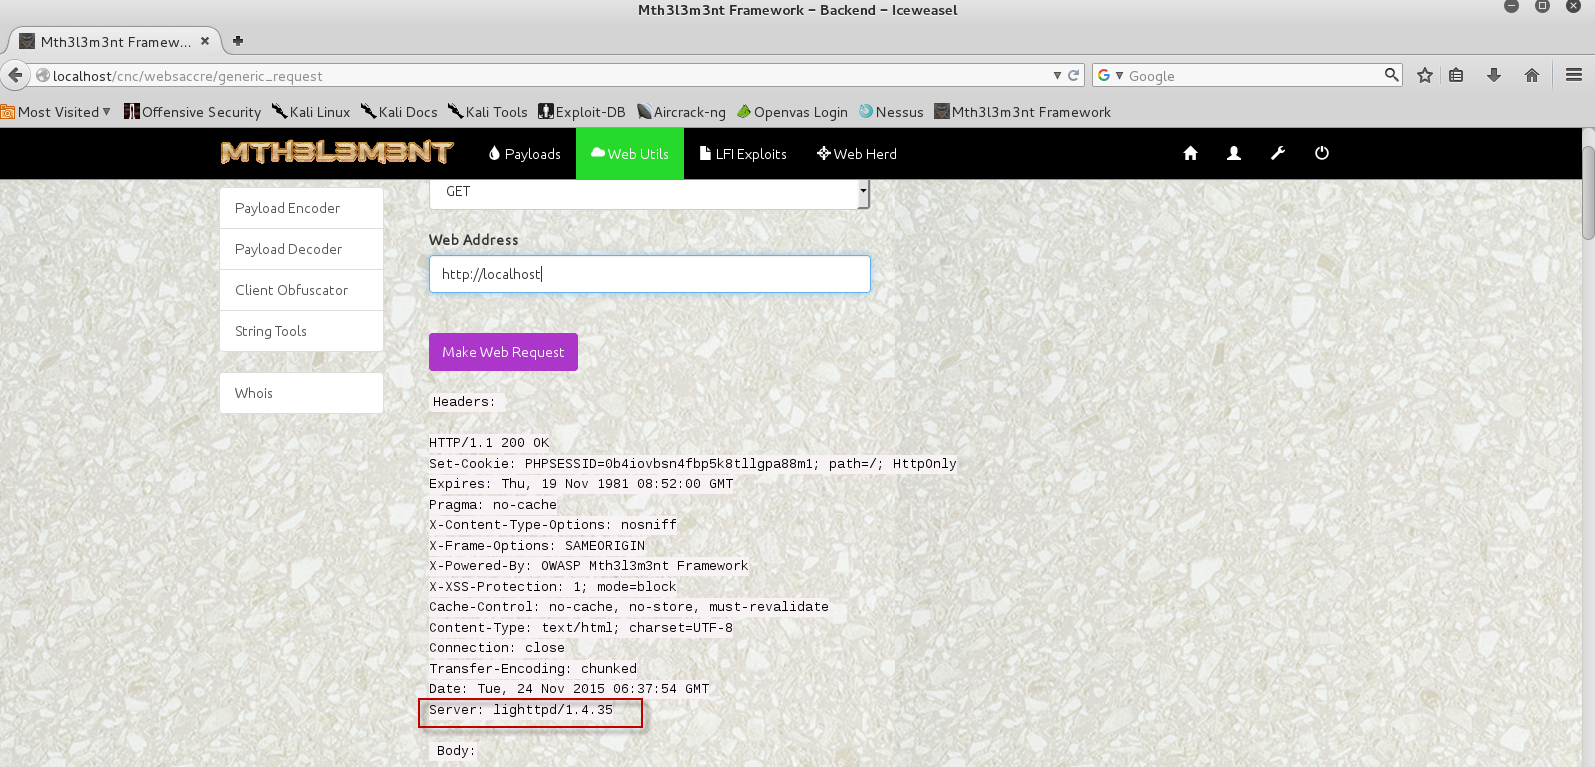 Mth3l3m3nt Framework - Backend - Iceweasel
Mth3l3m3nt Framew...
localhost/cnc/websaccre/generic_request
Google
Most Visited
Offensive Security
Kali Linux
Kali Docs
Kali Tools
Exploit-DB
Aircrack-ng
Openvas Login
Nessus
Mth3l3m3nt Framework
MTH3L3M3NT
Payloads
Web Utils
LFI Exploits
Web Herd
Payload Encoder
Payload Decoder
Client Obfuscator
String Tools
Whois
GET
Web Address
http://localhost
Make Web Request
Headers:
HTTP/1.1 200 OK
Set-Cookie: PHPSESSID=0b4iovbsn4fbp5k8tllgpa88m1; path=/; HttpOnly
Expires: Thu, 19 Nov 1981 08:52:00 GMT
Pragma: no-cache
X-Content-Type-Options: nosniff
X-Frame-Options: SAMEORIGIN
X-Powered-By: OWASP Mth3l3m3nt Framework
X-XSS-Protection: 1; mode=block
Cache-Control: no-cache, no-store, must-revalidate
Content-Type: text/html; charset=UTF-8
Connection: close
Transfer-Encoding: chunked
Date: Tue, 24 Nov 2015 06:37:54 GMT
Server: lighttpd/1.4.35
Body: